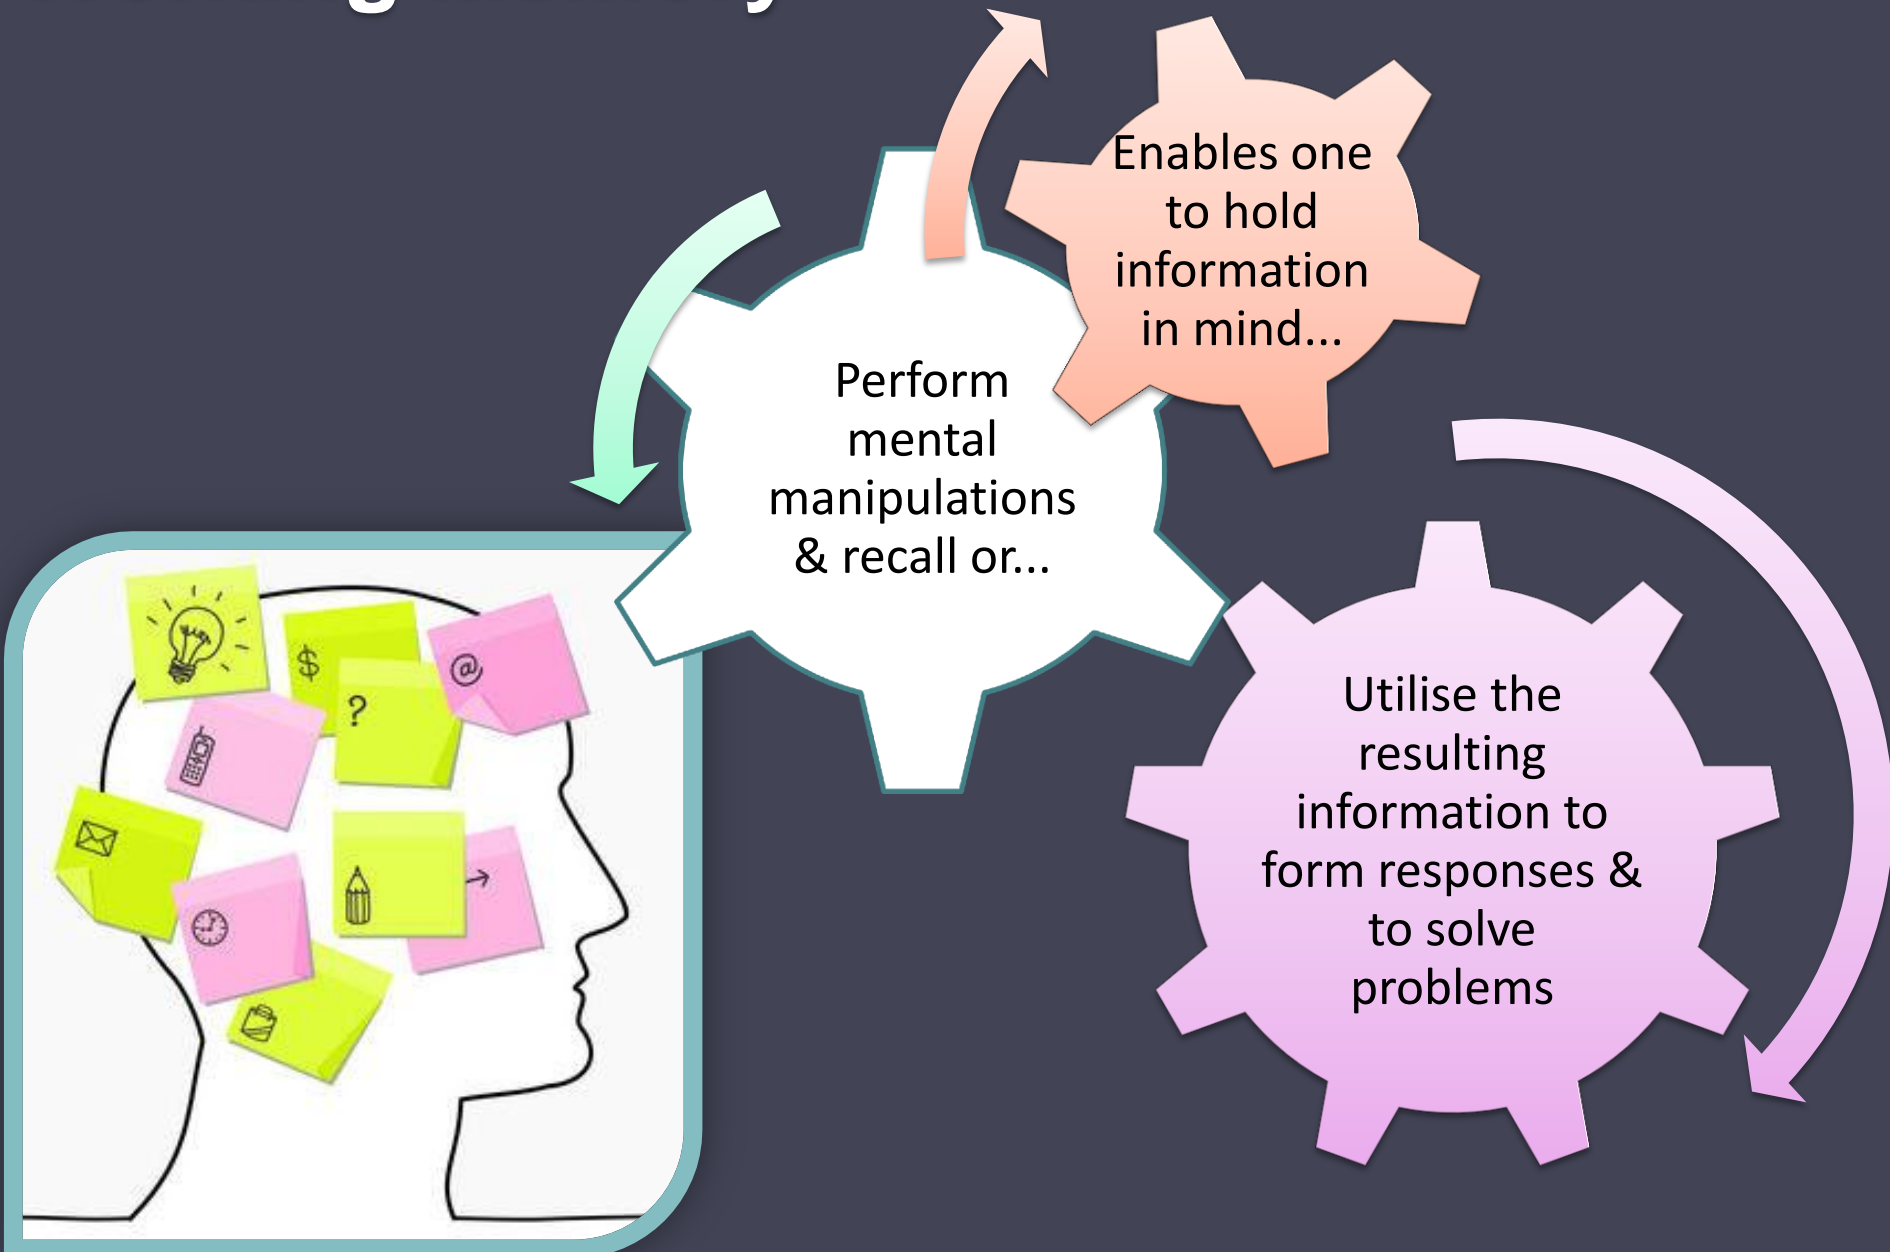 Enables one
to hold
information
in mind...
Perform
mental
manipulations
& recall or...
Utilise the
resulting
information to
form responses &
to solve
problems
$
@
?